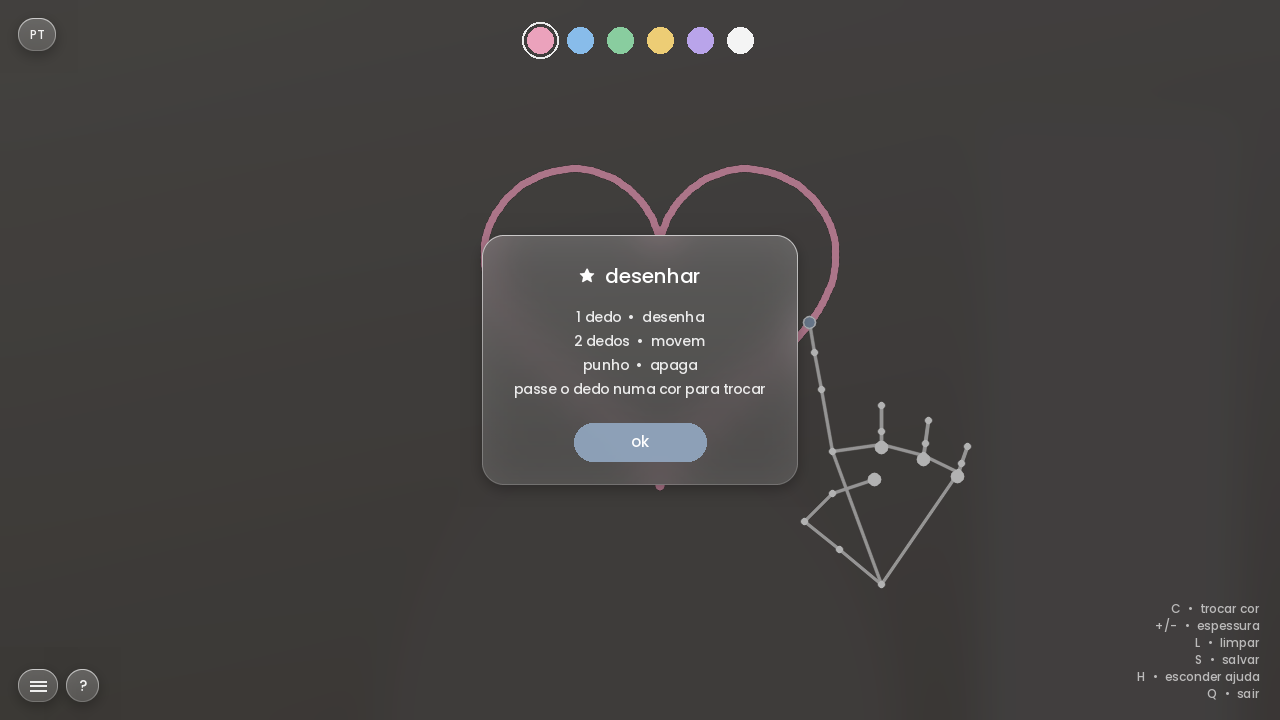 PT
desenhar
1 dedo • desenha
2 dedos • movem
punho • apaga
passe o dedo numa cor para trocar
ok
C • trocar cor
+/- • espessura
L • limpar
S • salvar
H • esconder ajuda
Q • sair
?